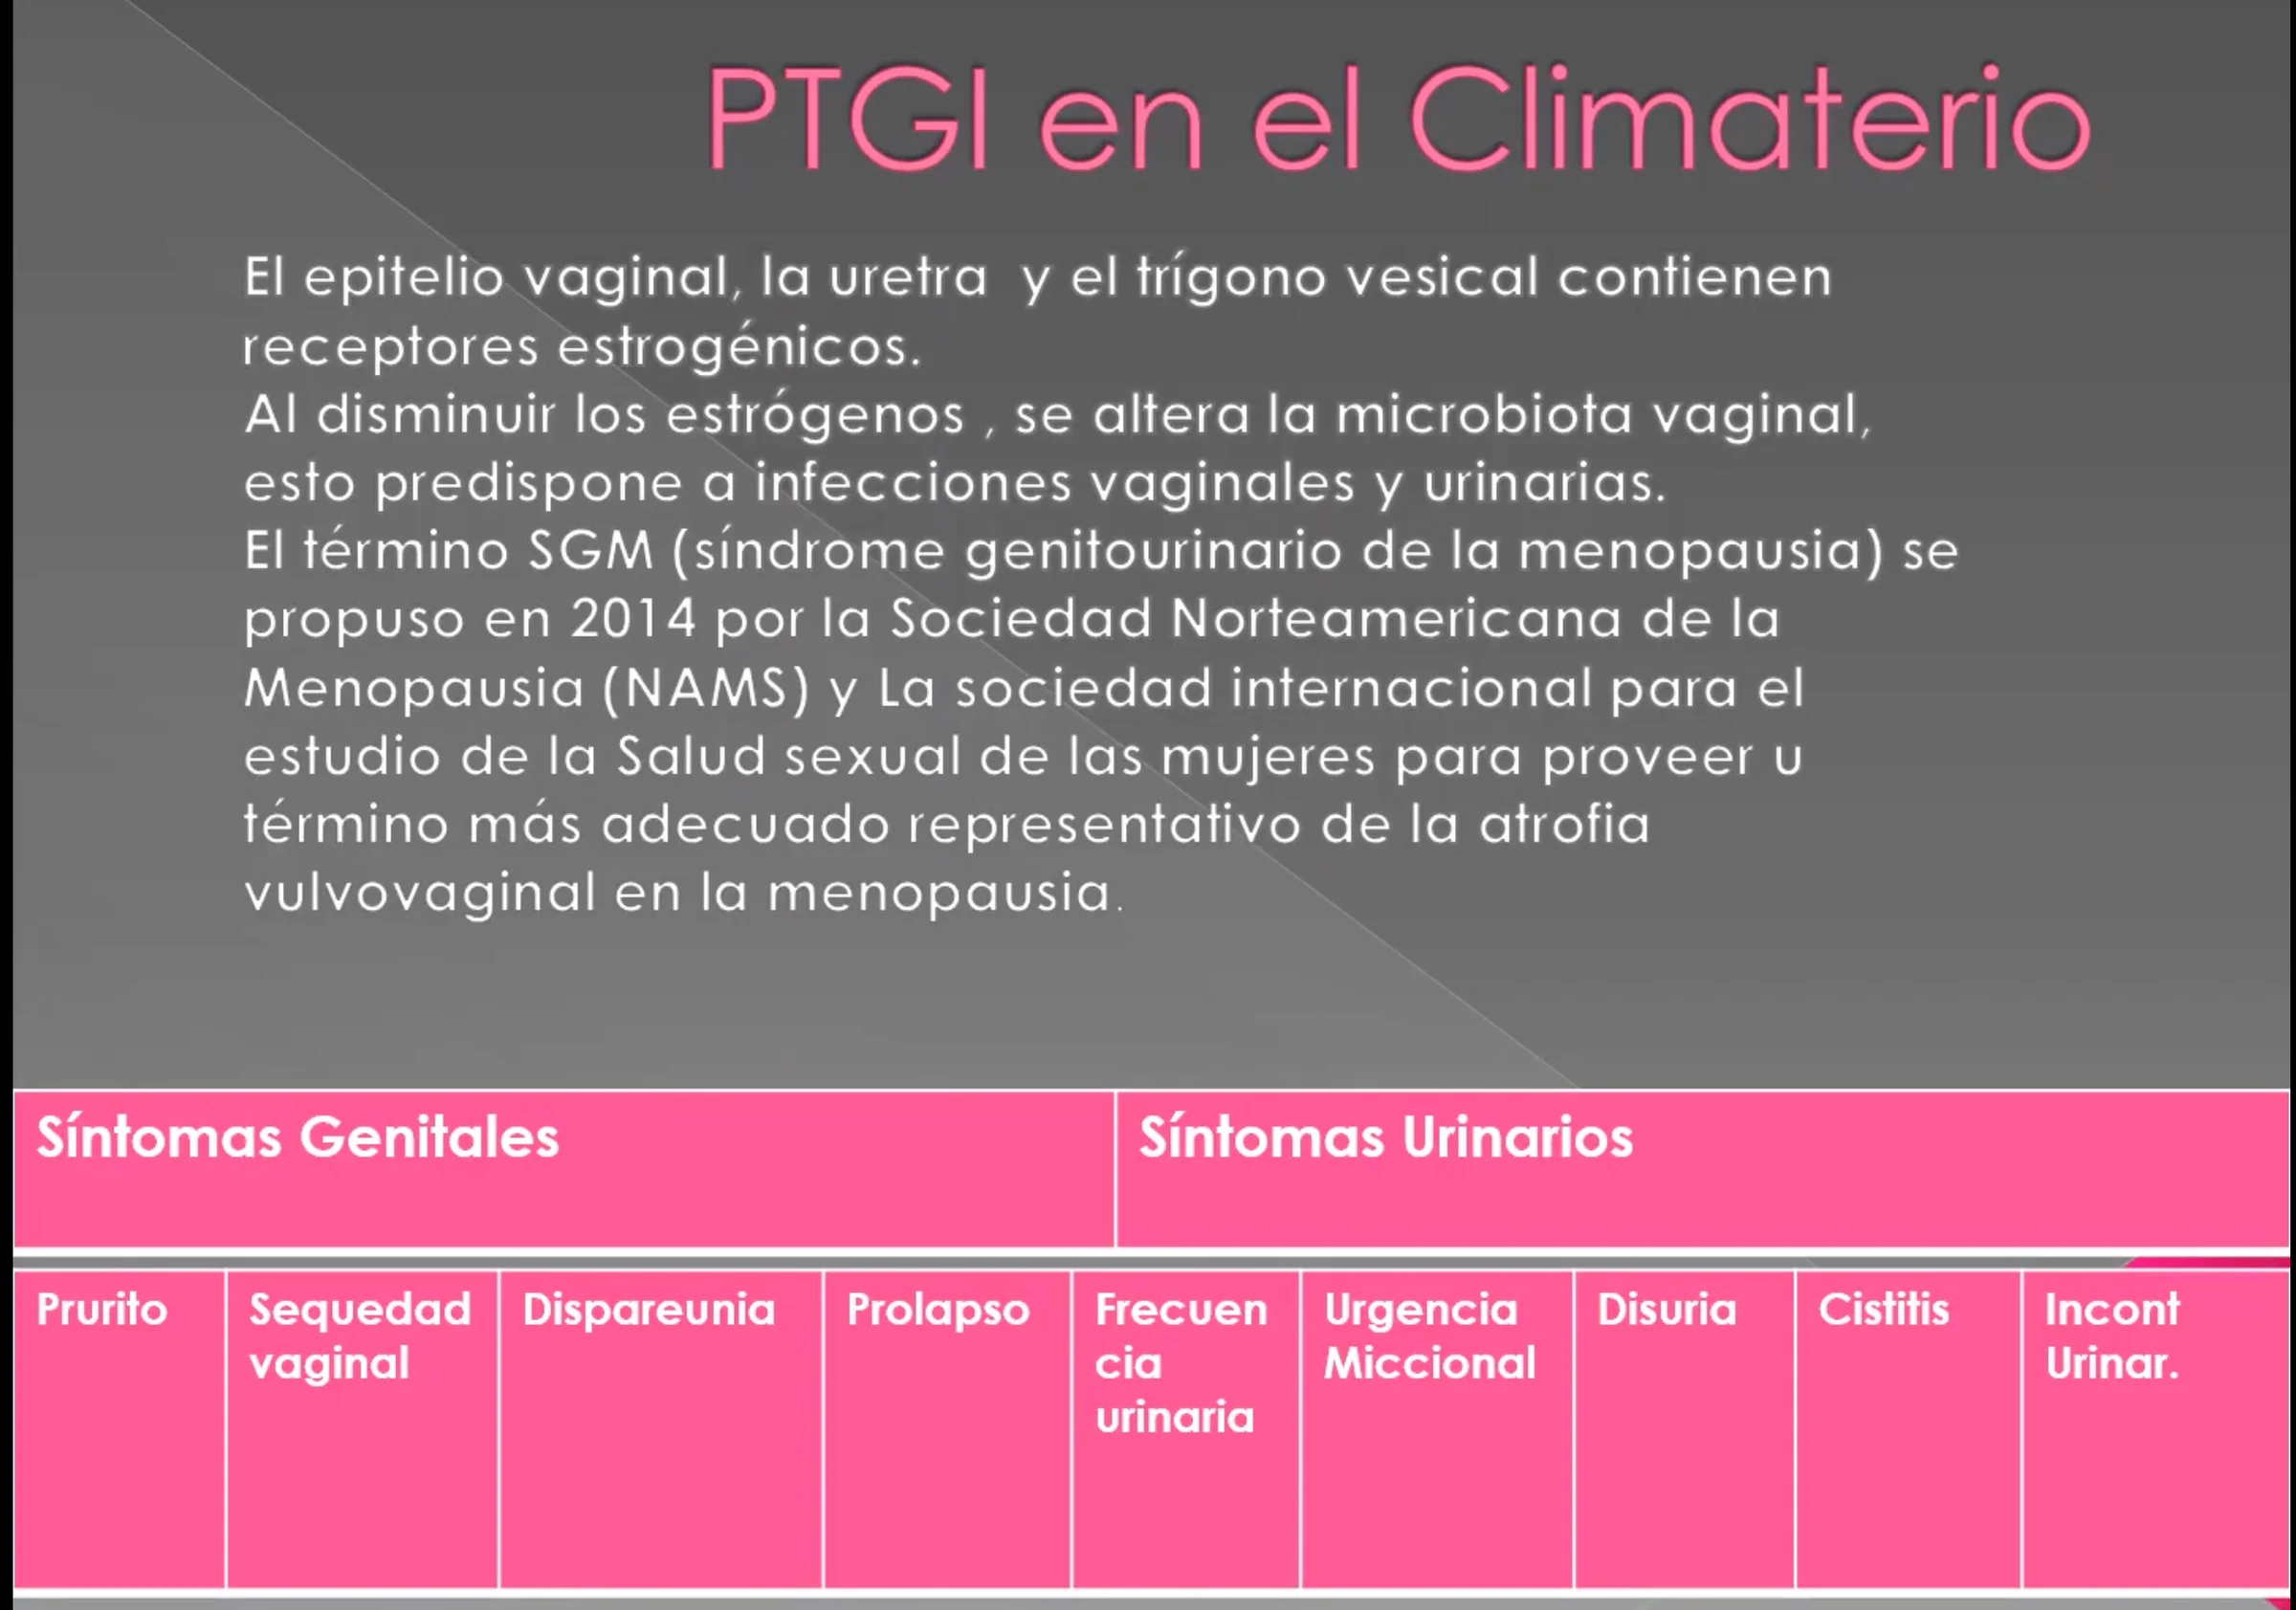 PTGI en el Climaterio
El epitelio vaginal, la uretra y el trígono vesical contienen
receptores estrogénicos.
Al disminuir los estrógenos , se altera la microbiota vaginal,
esto predispone a infecciones vaginales y urinarias.
El término SGM (síndrome genitourinario de la menopausia) se
propuso en 2014 por la Sociedad Norteamericana de la
Menopausia (NAMS) y La sociedad internacional para el
estudio de la Salud sexual de las mujeres para proveer u
término más adecuado representativo de la atrofia
vulvovaginal en la menopausia.
Síntomas Genitales
Síntomas Urinarios
Prurito
Sequedad
vaginal
Dispareunia
Prolapso
Frecuen
cia
urinaria
Urgencia
Miccional
Disuria
Cistitis
Incont
Urinar.